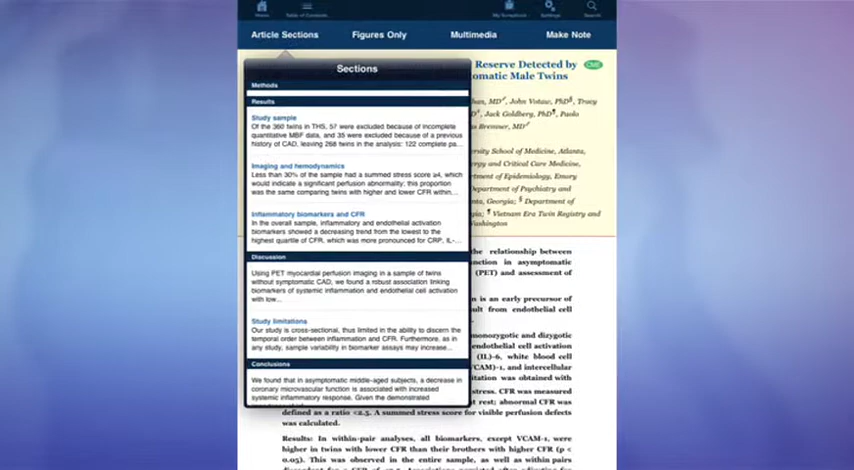 Home
Table of Contents
My Scrapbook
Settings
Search
Article Sections
Figures Only
Multimedia
Make Note
Sections
Methods
Results
Study sample
Of the 360 twins in THS, 57 were excluded because of incomplete
quantitative MBF data, and 35 were excluded because of a previous
history of CAD, leaving 268 twins in the analysis: 122 complete pa...
Imaging and hemodynamics
Less than 30% of the sample had a summed stress score ≥4, which
would indicate a significant perfusion abnormality; this proportion
was the same comparing twins with higher and lower CFR within...
Inflammatory biomarkers and CFR
In the overall sample, inflammatory and endothelial activation
biomarkers showed a decreasing trend from the lowest to the
highest quartile of CFR, which was more pronounced for CRP, IL-...
Discussion
Using PET myocardial perfusion imaging in a sample of twins
without symptomatic CAD, we found a robust association linking
biomarkers of systemic inflammation and endothelial cell activation
with low...
Study limitations
Our study is cross-sectional, thus limited in the ability to discern the
temporal order between inflammation and CFR. Furthermore, as in
any study, sample variability in biomarker assays may increase...
Conclusions
We found that in asymptomatic middle-aged subjects, a decrease in
coronary microvascular function is associated with increased
systemic inflammatory response. Given the demonstrated
Reserve Detected by
omatic Male Twins
CME
han, MD, John Votaw, PhD§, Tracy
D, Jack Goldberg, PhD¶, Paola
as Brenner, MD
versity School of Medicine, Atlanta,
ergy and Critical Care Medicine,
tment of Epidemiology, Emory
Department of Psychiatry and
nta, Georgia; § Department of
gia; ¶ Vietnam Era Twin Registry and
Washington
the relationship between
nction in asymptomatic
(PET) and assessment of
n is an early precursor of
ult from endothelial cell
monozygotic and dizygotic
endothelial cell activation
(IL)-6, white blood cell
VCAM)-1, and intercellular
itation was obtained with
stress. CFR was measured
t rest; abnormal CFR was
defined as a ratio <2.5. A summed stress score for visible perfusion defects
was calculated.
Results: In within-pair analyses, all biomarkers, except VCAM-1, were
higher in twins with lower CFR than their brothers with higher CFR (p <
0.05). This was observed in the entire sample, as well as within pairs